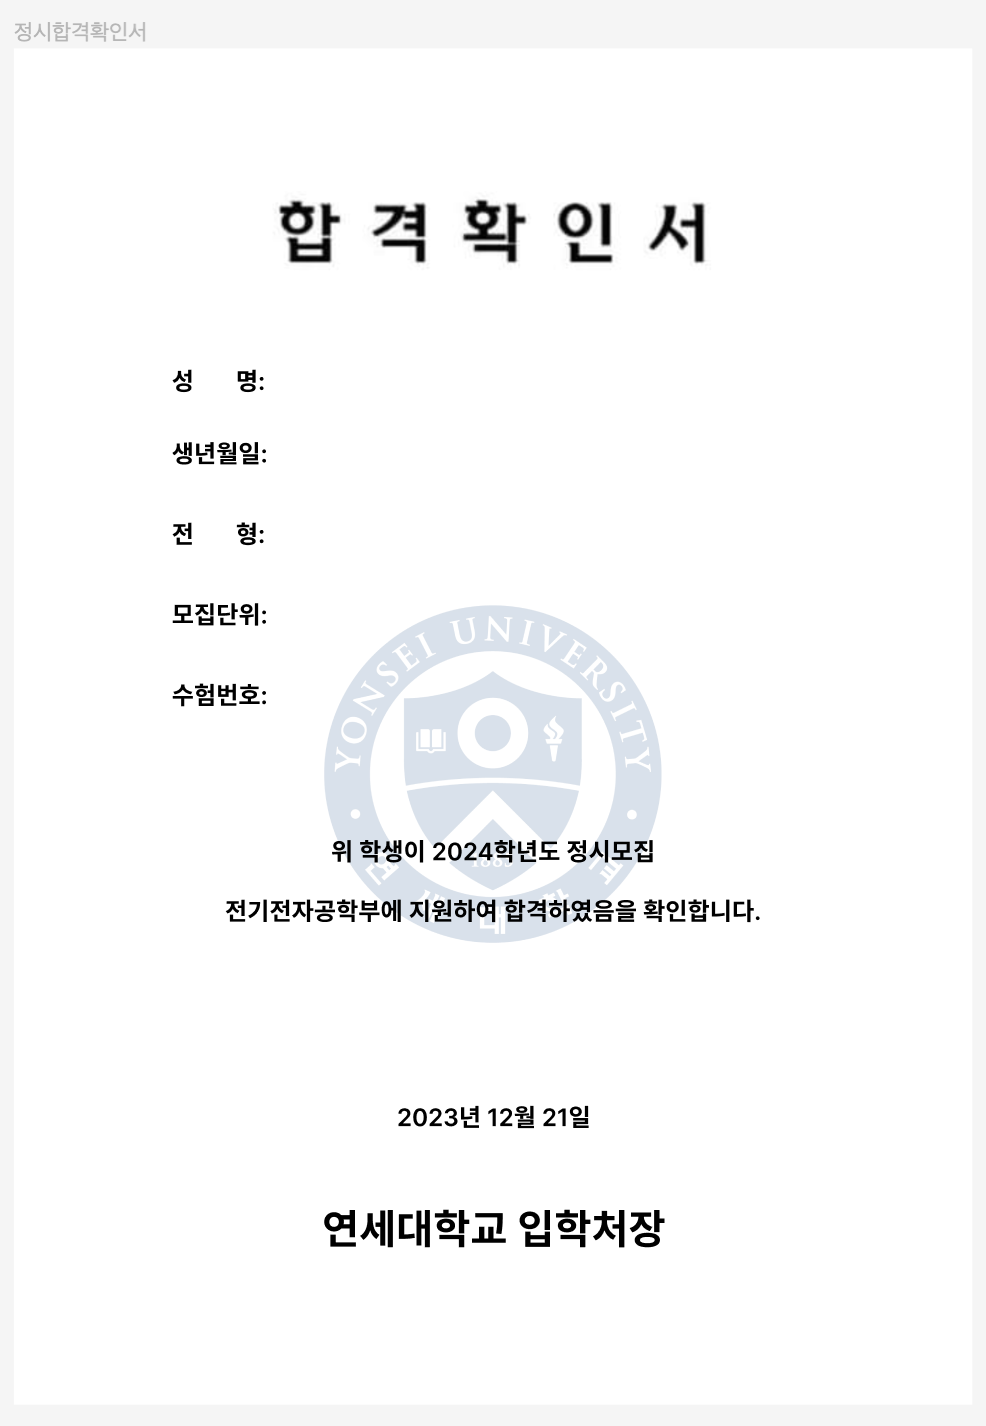 정시합격확인서
합 격 확 인 서
성 명:
생년월일:
전 형:
모집단위:
수험번호:
YONSEI UNIVERSITY
위 학생이 2024학년도 정시모집
전기전자공학부에 지원하여 합격하였음을 확인합니다.
2023년 12월 21일
연세대학교 입학처장